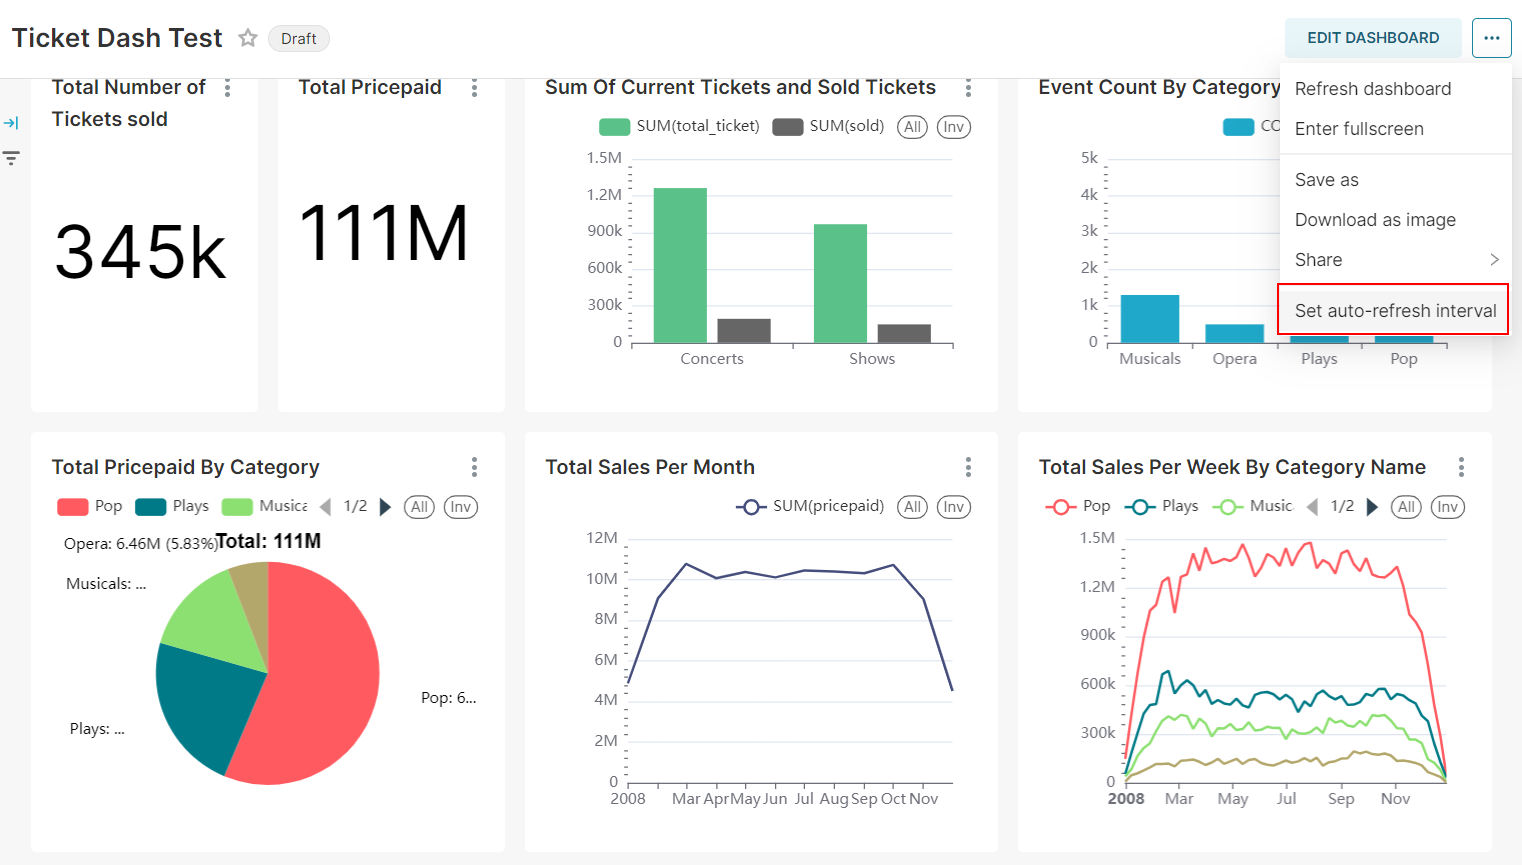 Ticket Dash Test
Draft
EDIT DASHBOARD
...
Refresh dashboard
Enter fullscreen
Save as
Download as image
Share
Set auto-refresh interval
Total Number of
Tickets sold
345k
Total Pricepaid
111M
Sum Of Current Tickets and Sold Tickets
SUM(total_ticket) SUM(sold) All Inv
1.5M
1.2M
900k
600k
300k
0
Concerts Shows
Event Count By Category
CO
5k
4k
3k
2k
1k
0
Musicals Opera Plays Pop
Total Pricepaid By Category
Pop Plays Musica 1/2 All Inv
Opera: 6.46M (5.83%)
Total: 111M
Musicals: ...
Pop: 6...
Plays: ...
Total Sales Per Month
SUM(pricepaid) All Inv
12M
10M
8M
6M
4M
2M
0
2008 Mar Apr May Jun Jul Aug Sep Oct Nov
Total Sales Per Week By Category Name
Pop Plays Music 1/2 All Inv
1.5M
1.2M
900k
600k
300k
0
2008 Mar May Jul Sep Nov